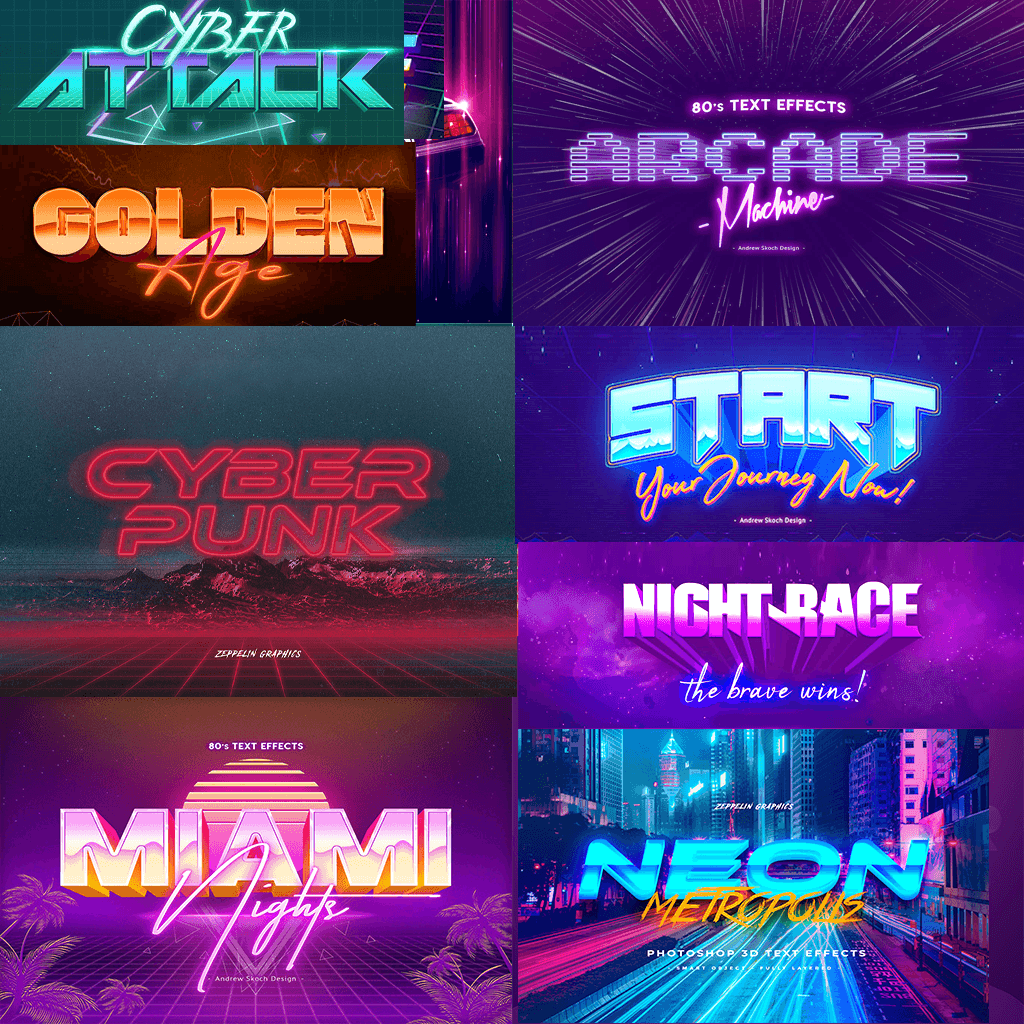 CYBER
ATTACK
GOLDEN
Age
80's TEXT EFFECTS
ARCADE
-Machine-
- Andrew Skoch Design -
CYBER
PUNK
ZEPPELIN GRAPHICS
START
Your Journey Now!
- Andrew Skoch Design -
NIGHT RACE
the brave wins!
80's TEXT EFFECTS
MIAMI
Nights
- Andrew Skoch Design -
ZEPPELIN GRAPHICS
NEON
METROPOLIS
PHOTOSHOP 3D TEXT EFFECTS
- SMART OBJECT - FULLY LAYERED -